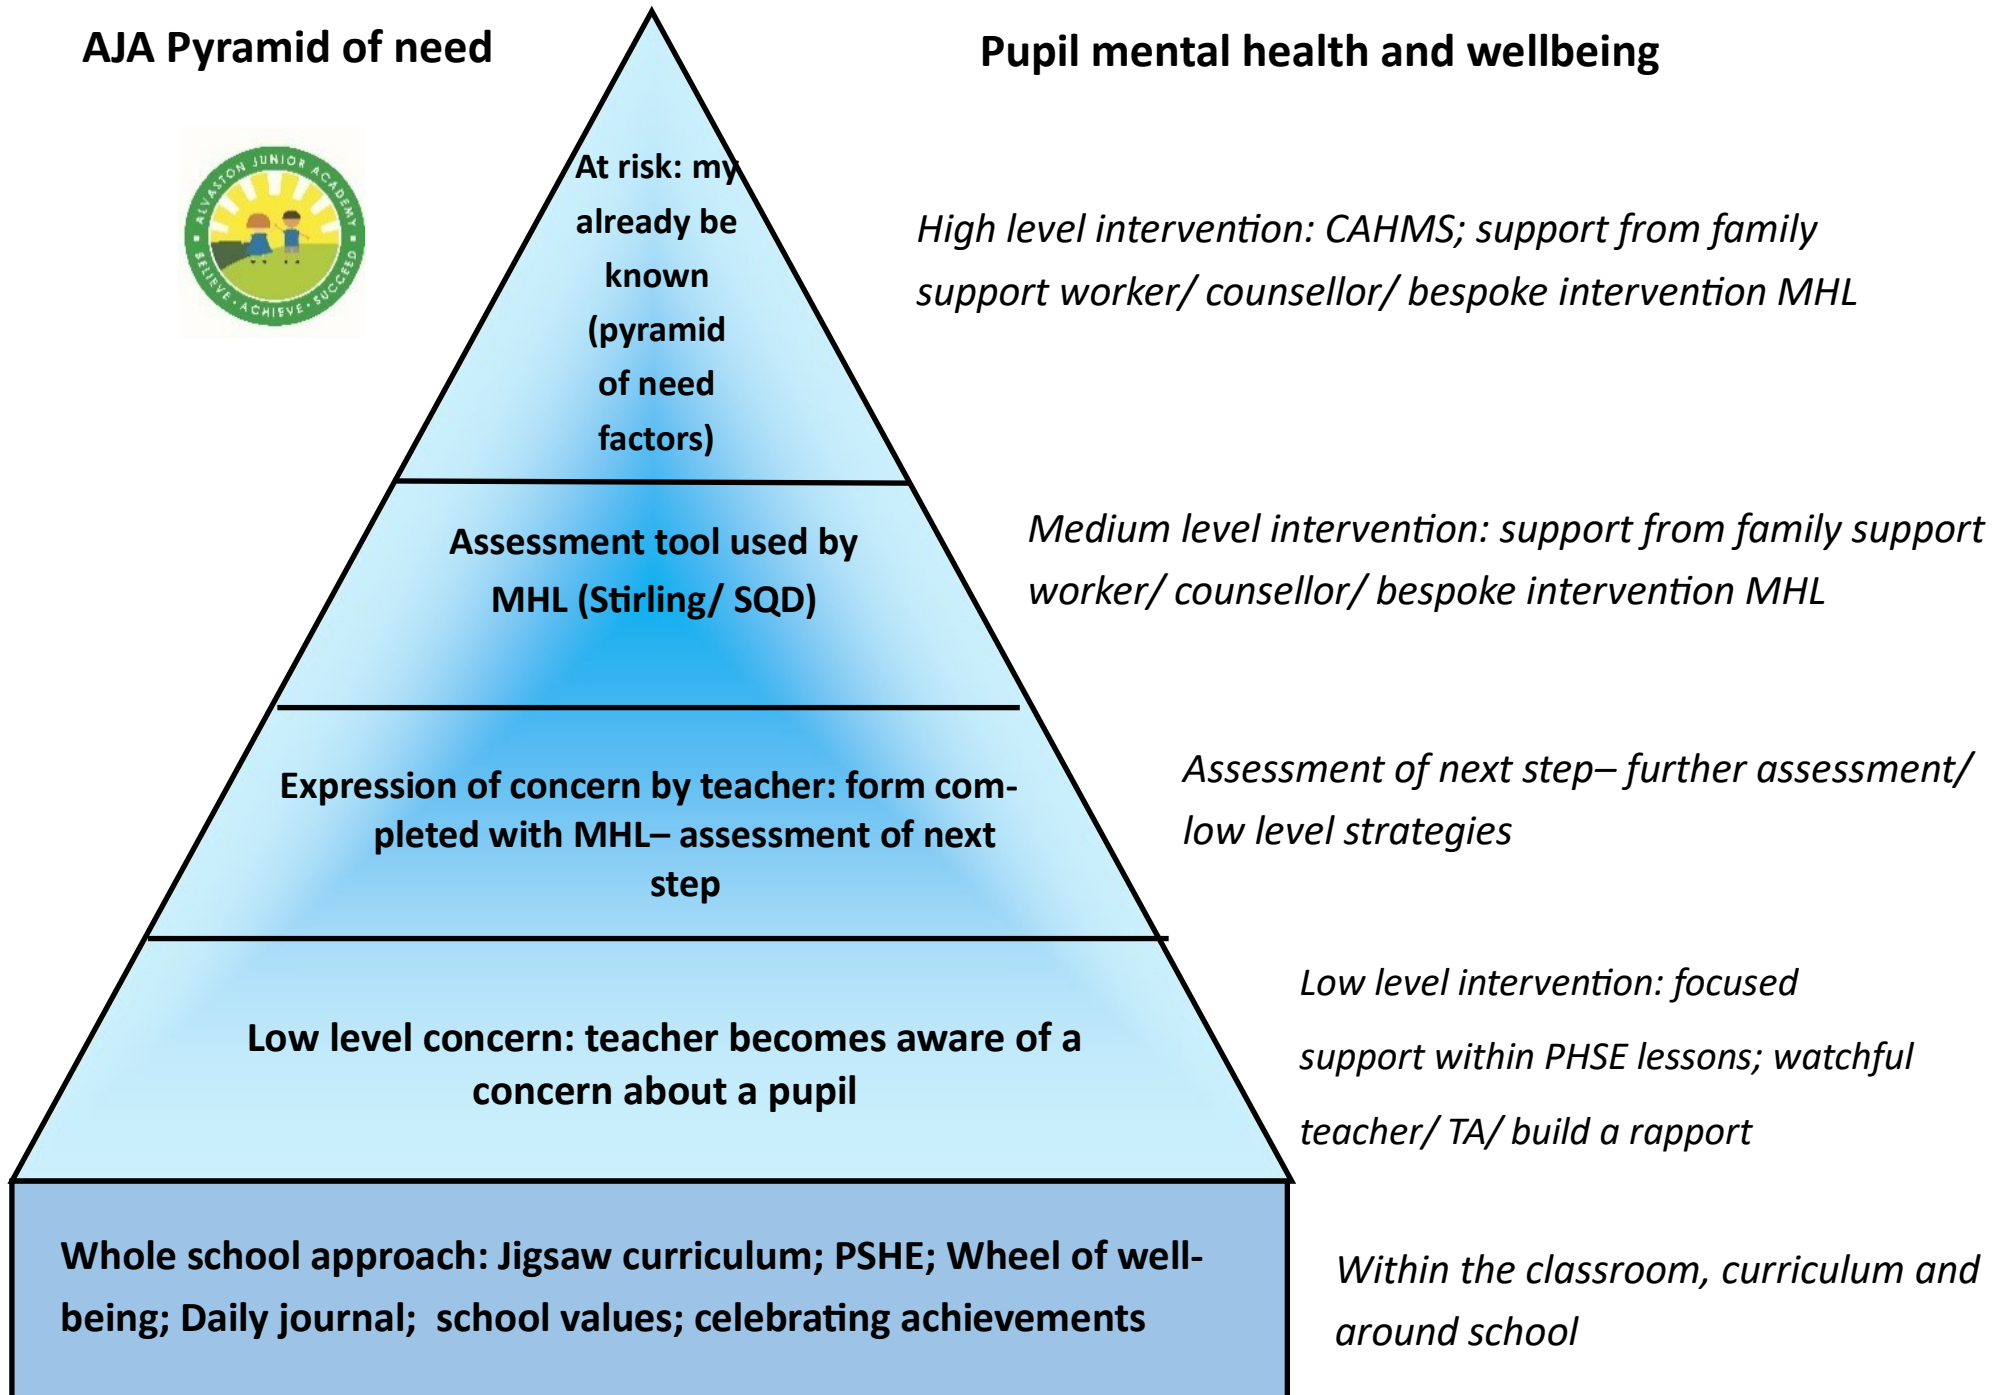 AJA Pyramid of need
Pupil mental health and wellbeing
ALVASTON JUNIOR ACADEMY
BELIEVE · ACHIEVE · SUCCEED
At risk: my
already be
known
(pyramid
of need
factors)
High level intervention: CAHMS; support from family
support worker/ counsellor/ bespoke intervention MHL
Assessment tool used by
MHL (Stirling/ SQD)
Medium level intervention: support from family support
worker/ counsellor/ bespoke intervention MHL
Expression of concern by teacher: form com-
pleted with MHL– assessment of next
step
Assessment of next step– further assessment/
low level strategies
Low level concern: teacher becomes aware of a
concern about a pupil
Low level intervention: focused
support within PHSE lessons; watchful
teacher/ TA/ build a rapport
Whole school approach: Jigsaw curriculum; PSHE; Wheel of well-
being; Daily journal;  school values; celebrating achievements
Within the classroom, curriculum and
around school